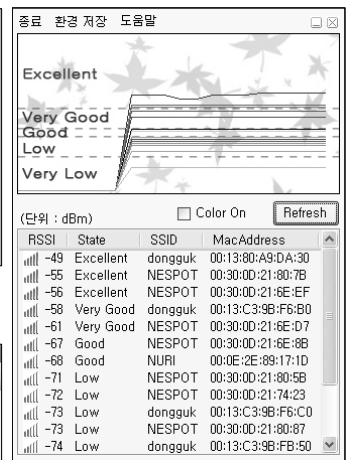 종료 환경 저장 도움말
Excellent
Very Good
Good
Low
Very Low
(단위 : dBm) Color On Refresh
RSSI State SSID MacAddress
-49 Excellent dongguk 00:13:80:A9:DA:30
-55 Excellent NESPOT 00:30:0D:21:80:7B
-56 Excellent NESPOT 00:30:0D:21:6E:EF
-58 Very Good dongguk 00:13:C3:9B:F6:B0
-61 Very Good NESPOT 00:30:0D:21:6E:D7
-67 Good NESPOT 00:30:0D:21:6E:8B
-68 Good NURI 00:0E:2E:89:17:1D
-71 Low NESPOT 00:30:0D:21:80:5B
-72 Low NESPOT 00:30:0D:21:74:23
-73 Low dongguk 00:13:C3:9B:F6:C0
-73 Low NESPOT 00:30:0D:21:80:87
-74 Low dongguk 00:13:C3:9B:FB:50